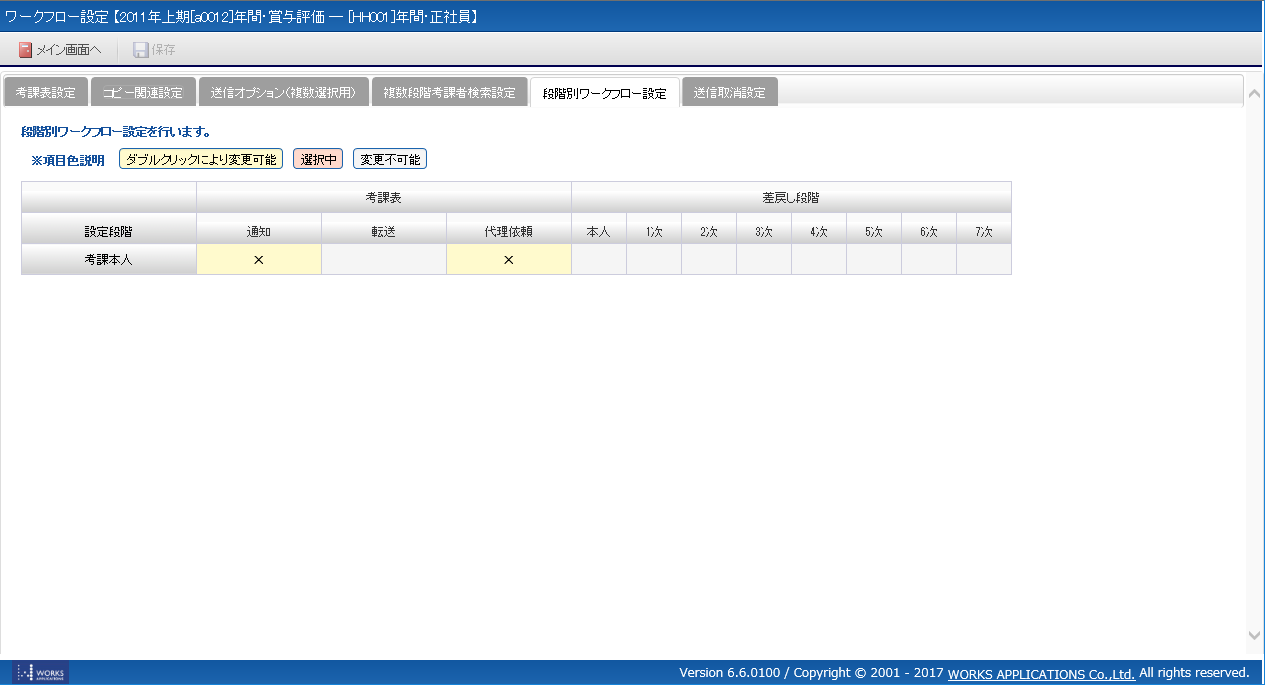 ワークフロー設定 【2011年上期[a0012]年間・賞与評価 ― [HH001]年間・正社員】
メイン画面へ 保存
考課表設定 コピー関連設定 送信オプション(複数選択用) 複数段階考課者検索設定 段階別ワークフロー設定 送信取消設定
段階別ワークフロー設定を行います。
※項目色説明 ダブルクリックにより変更可能 選択中 変更不可能
考課表 差戻し段階
設定段階 通知 転送 代理依頼 本人 1次 2次 3次 4次 5次 6次 7次
考課本人 × ×
WORKS APPLICATIONS Version 6.6.0100 / Copyright © 2001 - 2017 WORKS APPLICATIONS Co.,Ltd. All rights reserved.